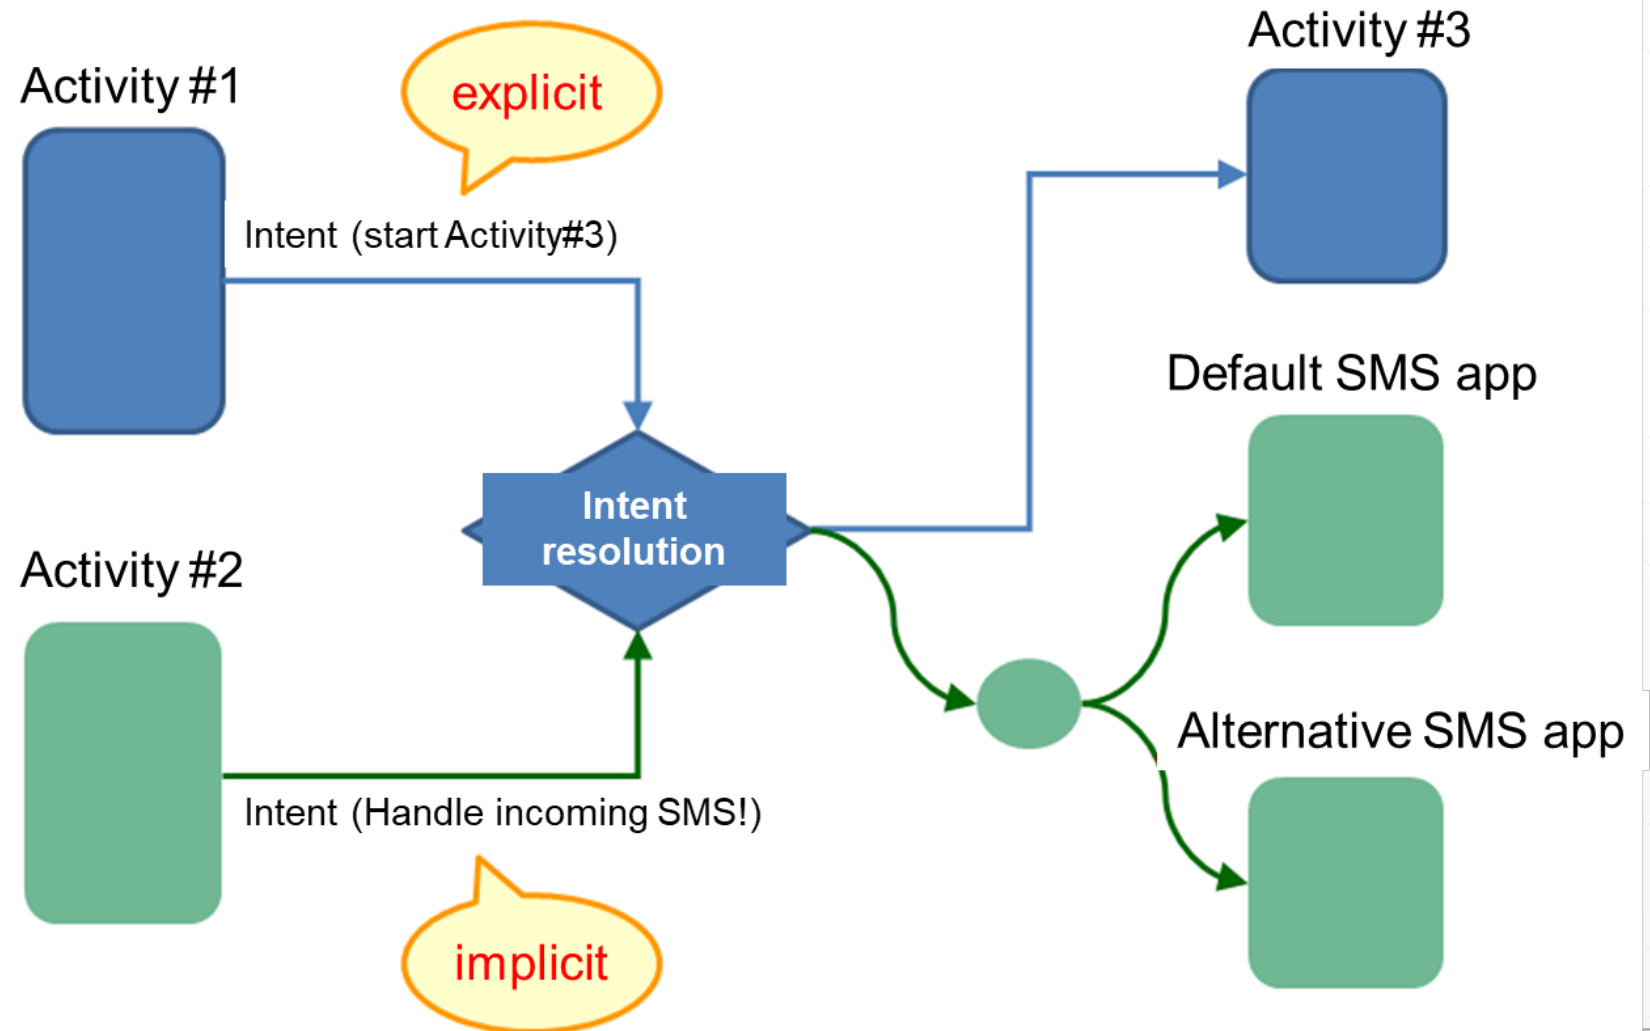 Activity #1
explicit
Activity #3
Intent (start Activity#3)
Default SMS app
Intent
resolution
Activity #2
Alternative SMS app
Intent (Handle incoming SMS!)
implicit